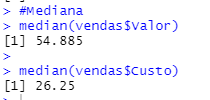 > #Mediana
> median(vendas$Valor)
[1] 54.885
>
> median(vendas$Custo)
[1] 26.25
>